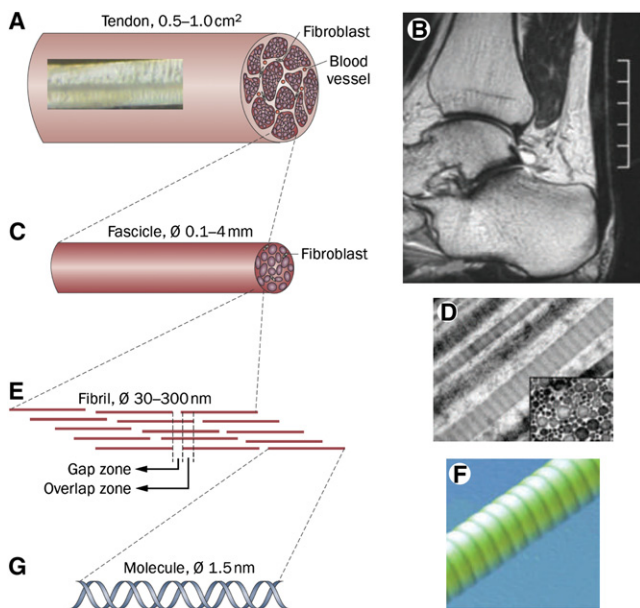 A
Tendon, 0.5–1.0 cm²
Fibroblast
Blood
vessel
B
C
Fascicle, Ø 0.1–4 mm
Fibroblast
D
E
Fibril, Ø 30–300 nm
Gap zone
Overlap zone
F
G
Molecule, Ø 1.5 nm